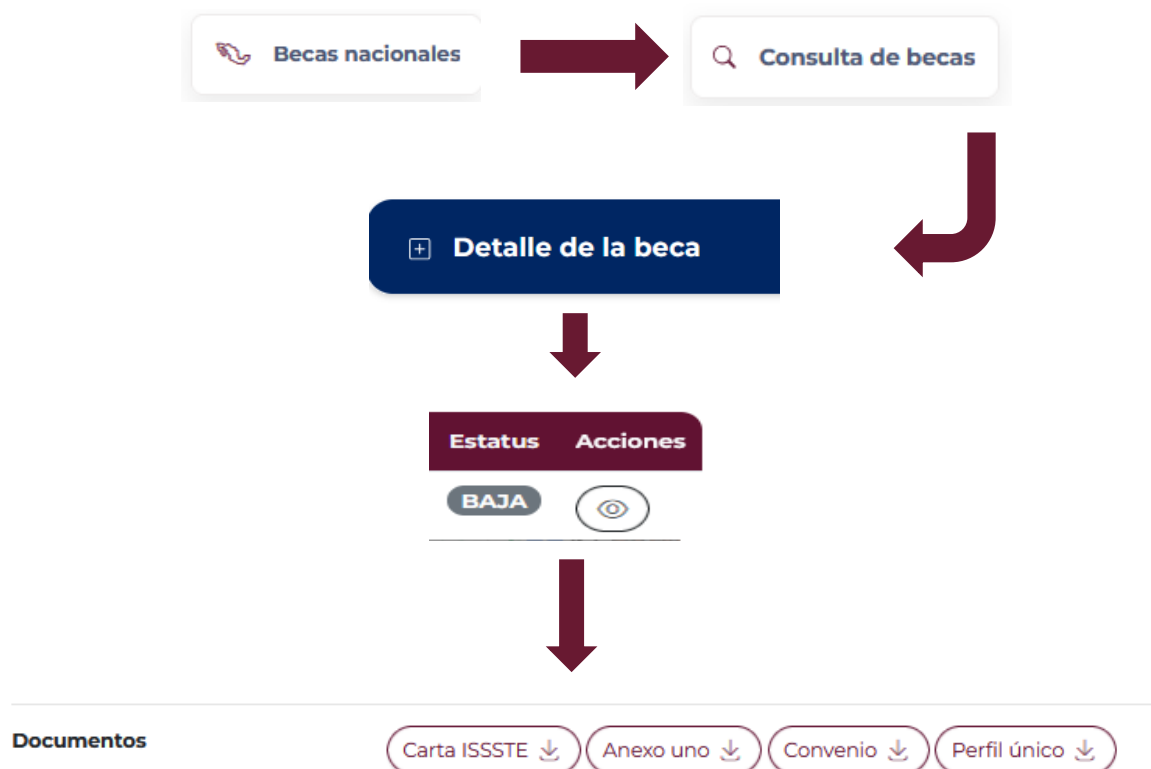 Becas nacionales
Consulta de becas
Detalle de la beca
Estatus Acciones
BAJA
Documentos Carta ISSSTE Anexo uno Convenio Perfil único